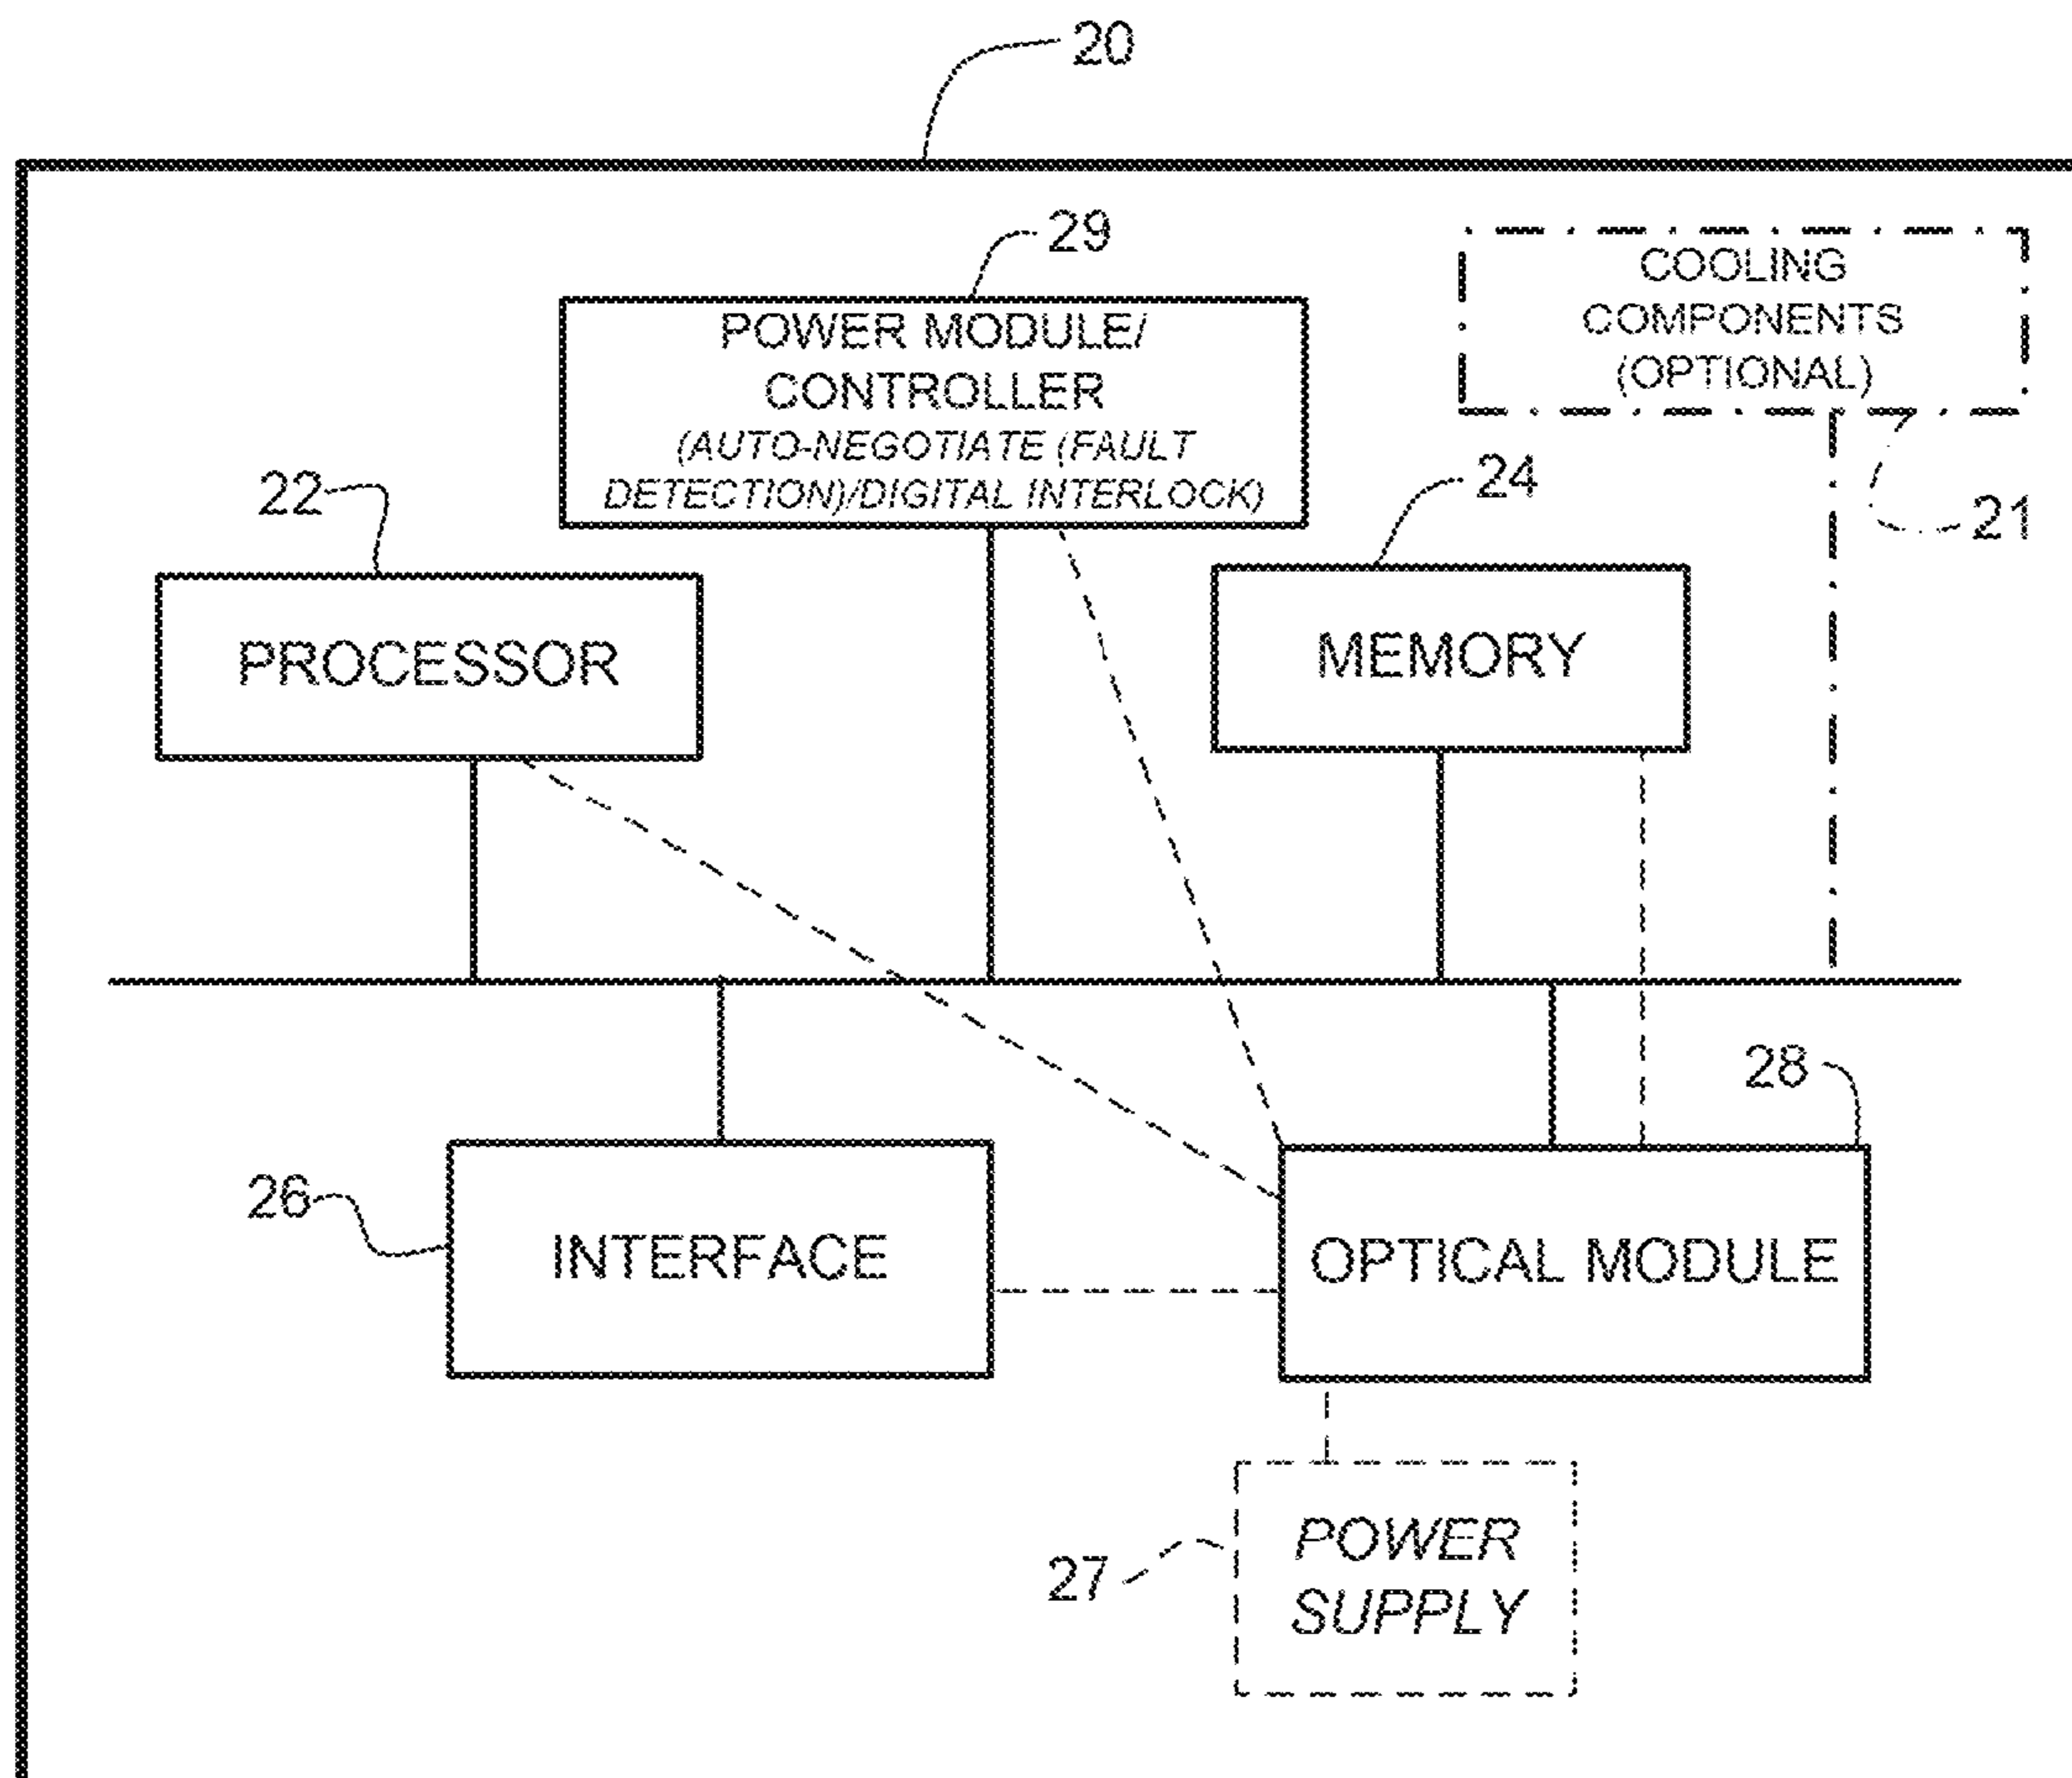 20
29
POWER MODULE/
CONTROLLER
(AUTO-NEGOTIATE (FAULT
DETECTION)/DIGITAL INTERLOCK)
COOLING
COMPONENTS
(OPTIONAL)
21
22
PROCESSOR
24
MEMORY
26
INTERFACE
28
OPTICAL MODULE
27
POWER
SUPPLY